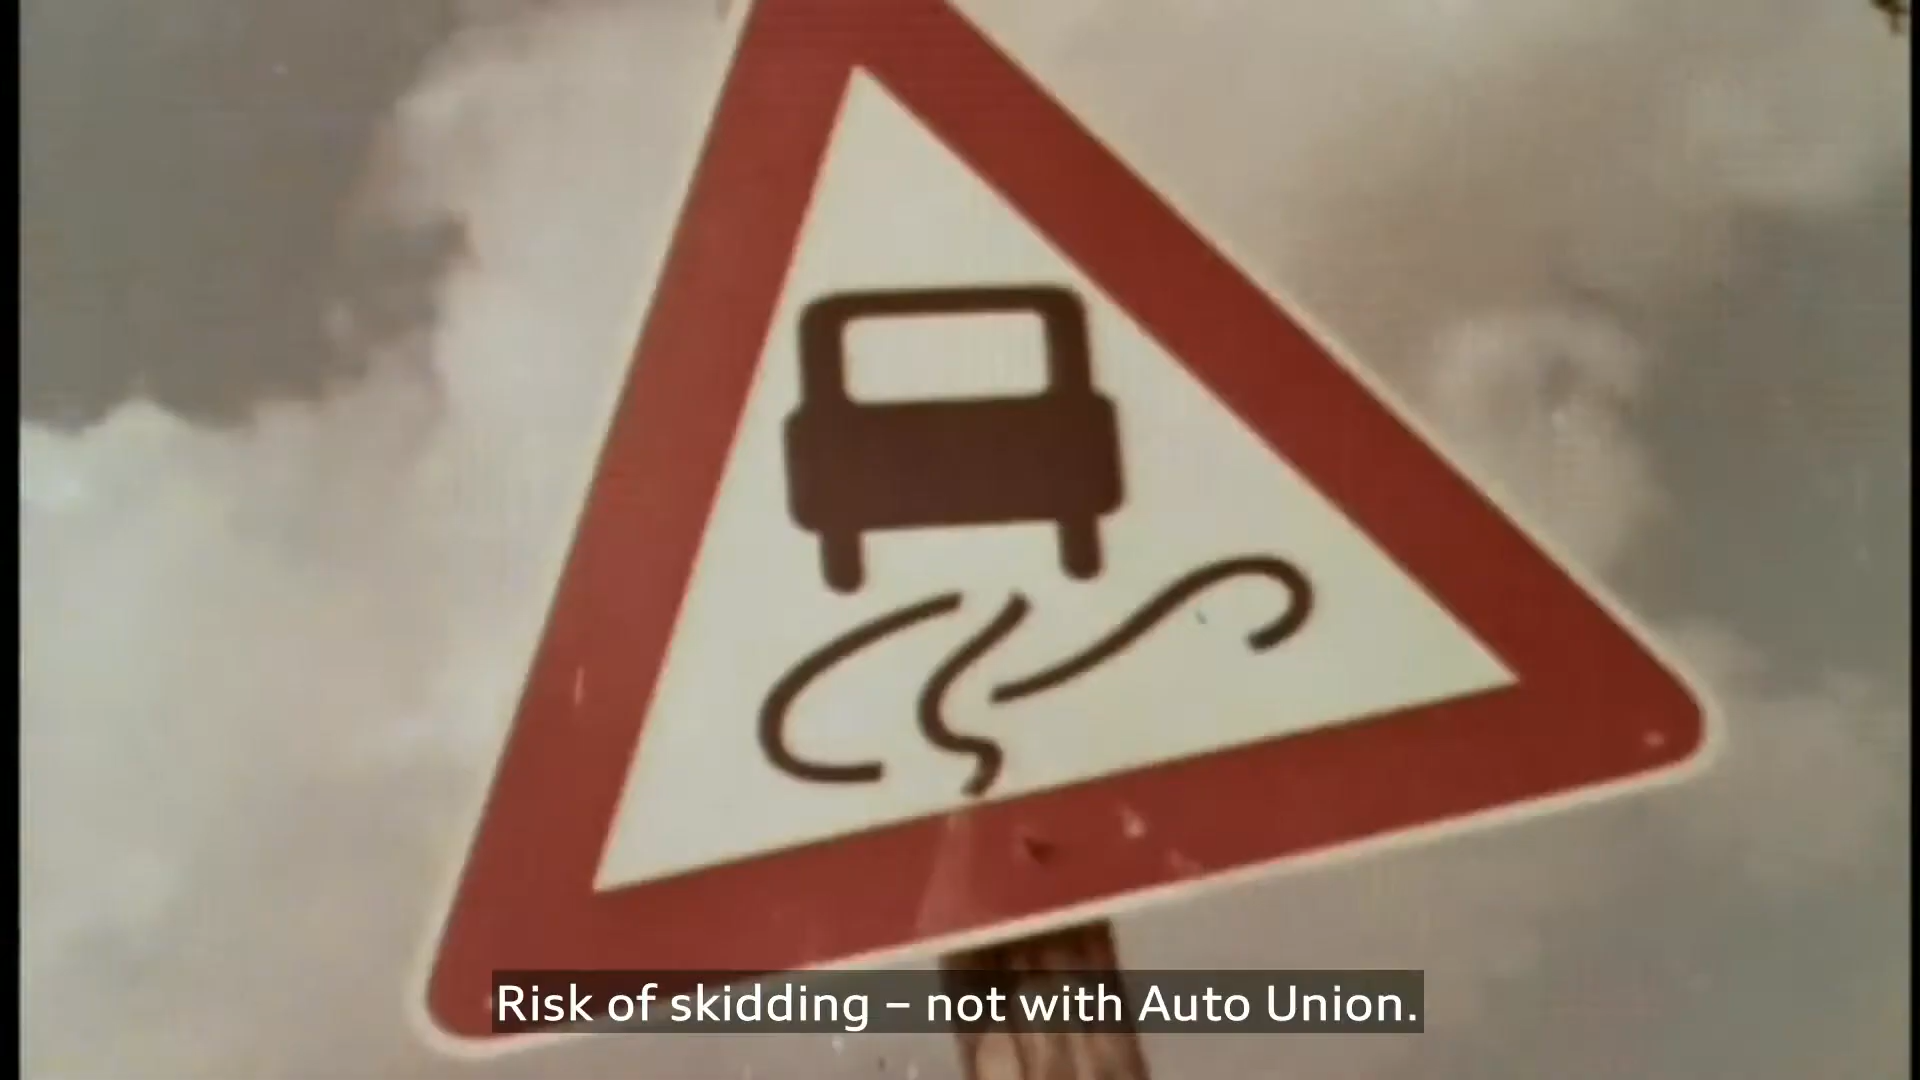 Risk of skidding – not with Auto Union.